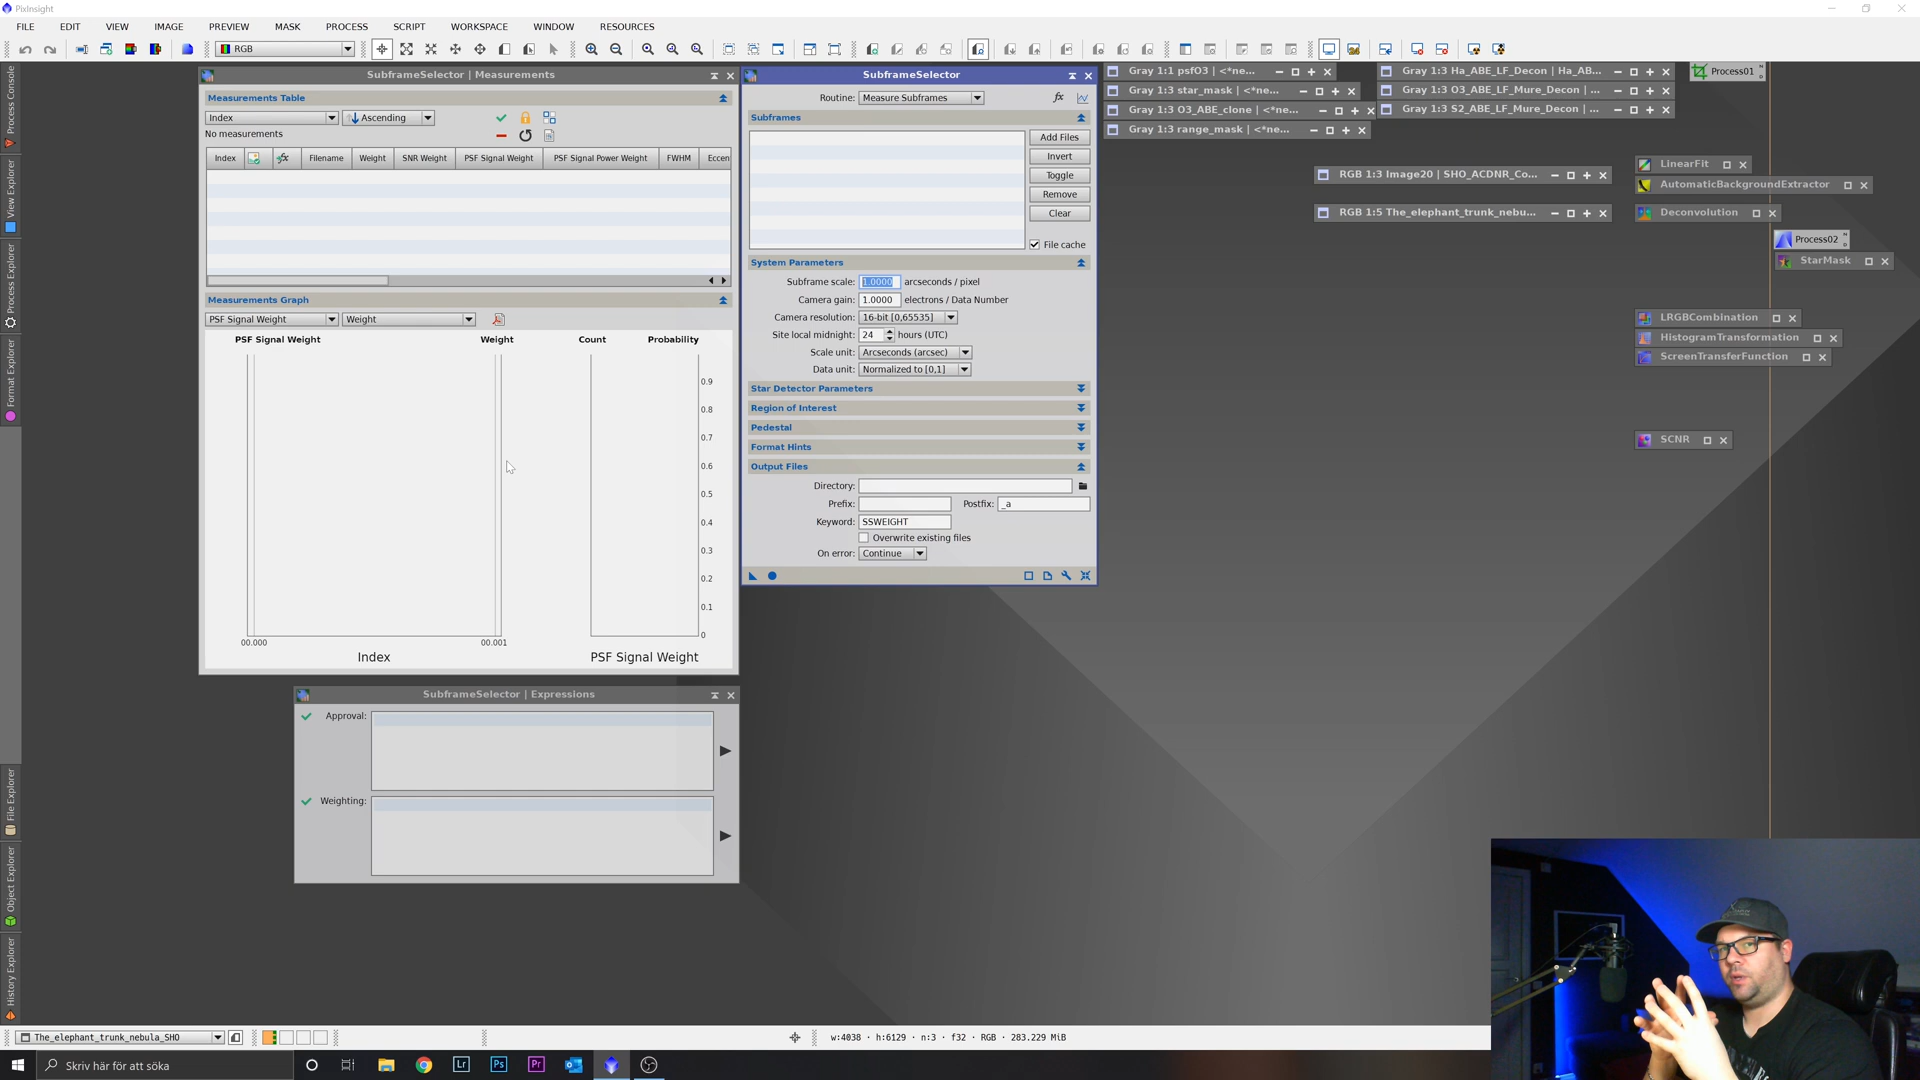 PixInsight
FILE EDIT VIEW IMAGE PREVIEW MASK PROCESS SCRIPT WORKSPACE WINDOW RESOURCES
RGB
Process Console
View Explorer
Process Explorer
Format Explorer
File Explorer
Object Explorer
History Explorer
SubframeSelector | Measurements
Measurements Table
Index Ascending
No measurements
Index Filename Weight SNR Weight PSF Signal Weight PSF Signal Power Weight FWHM Eccen
Measurements Graph
PSF Signal Weight Weight
PSF Signal Weight Weight Count Probability
0.9
0.8
0.7
0.6
0.5
0.4
0.3
0.2
0.1
0
00.000 00.001
Index PSF Signal Weight
SubframeSelector | Expressions
Approval:
Weighting:
SubframeSelector
Routine: Measure Subframes
Subframes
Add Files
Invert
Toggle
Remove
Clear
File cache
System Parameters
Subframe scale: 1.0000 arcseconds / pixel
Camera gain: 1.0000 electrons / Data Number
Camera resolution: 16-bit [0,65535]
Site local midnight: 24 hours (UTC)
Scale unit: Arcseconds (arcsec)
Data unit: Normalized to [0,1]
Star Detector Parameters
Region of Interest
Pedestal
Format Hints
Output Files
Directory:
Prefix: Postfix: _a
Keyword: SSWEIGHT
Overwrite existing files
On error: Continue
Gray 1:1 psfO3 | <*ne...
Gray 1:3 star_mask | <*ne...
Gray 1:3 O3_ABE_clone | <*ne...
Gray 1:3 range_mask | <*ne...
Gray 1:3 Ha_ABE_LF_Decon | Ha_AB...
Gray 1:3 O3_ABE_LF_Mure_Decon | ...
Gray 1:3 S2_ABE_LF_Mure_Decon | ...
Process01
RGB 1:3 Image20 | SHO_ACDNR_Co...
RGB 1:5 The_elephant_trunk_nebu...
LinearFit
AutomaticBackgroundExtractor
Deconvolution
Process02
StarMask
LRGBCombination
HistogramTransformation
ScreenTransferFunction
SCNR
The_elephant_trunk_nebula_SHO
w:4038 · h:6129 · n:3 · f32 · RGB · 283.229 MiB
Skriv här för att söka
Lr Ps Pr